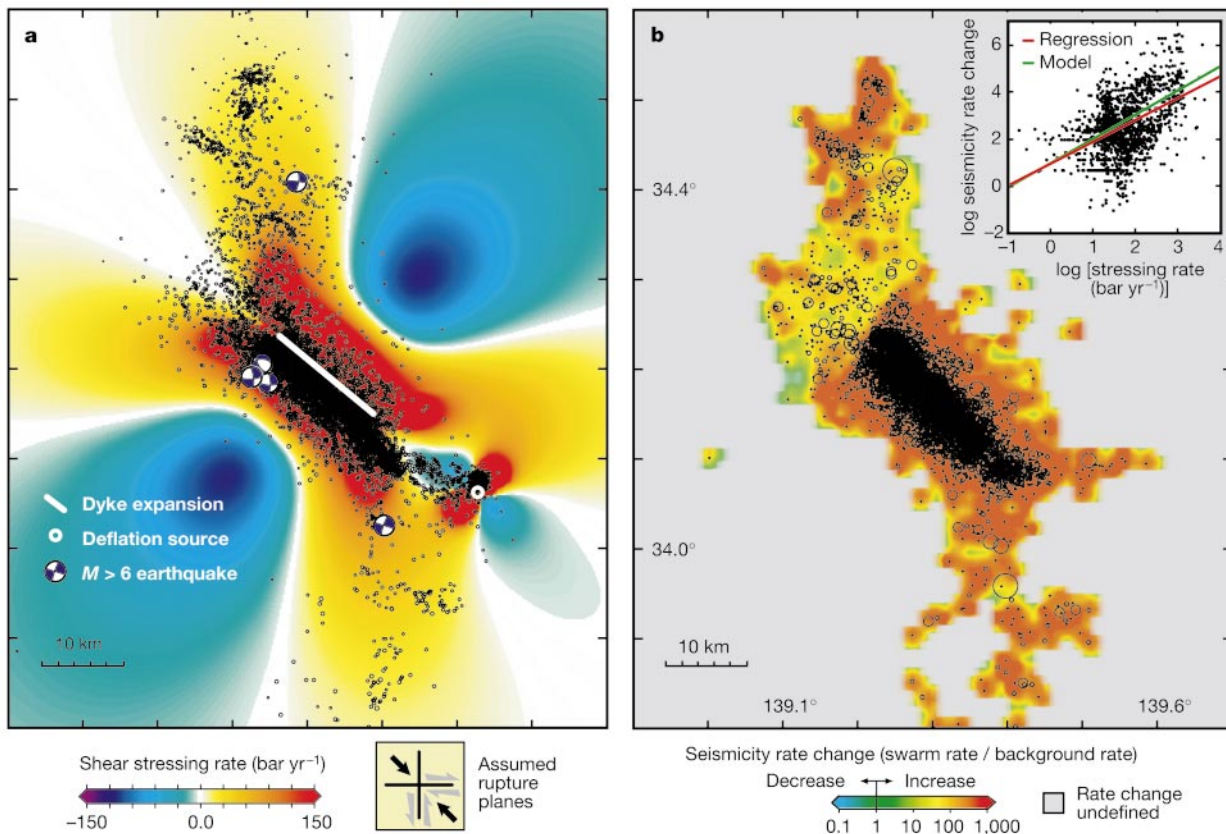 a
Dyke expansion
Deflation source
M > 6 earthquake
10 km
Shear stressing rate (bar yr⁻¹)
−150
0.0
150
Assumed
rupture
planes
b
6
4
2
0
−2
Regression
Model
log seismicity rate change
−1
0
1
2
3
4
log [stressing rate
(bar yr⁻¹)]
34.4°
34.0°
10 km
139.1°
139.6°
Seismicity rate change (swarm rate / background rate)
Decrease
Increase
0.1
1
10
100
1,000
Rate change
undefined